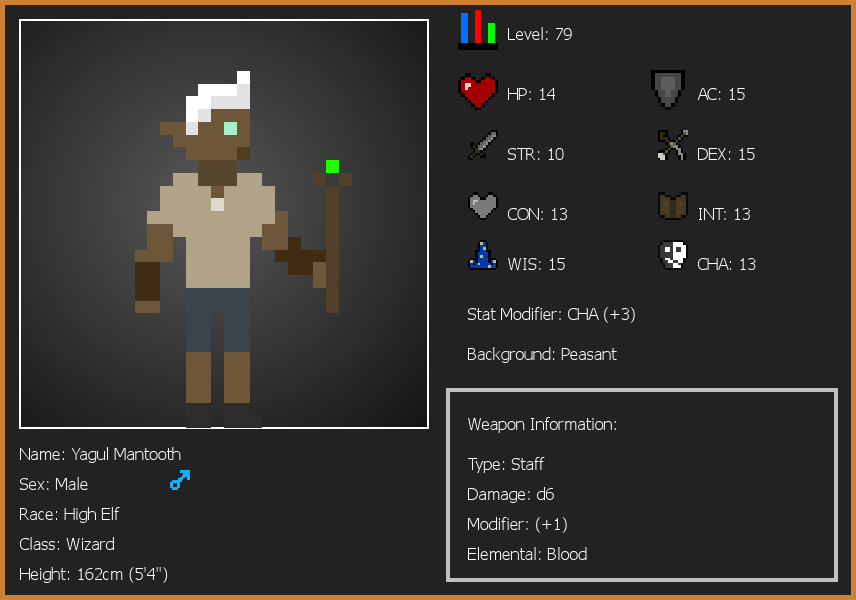 Level: 79
HP: 14
AC: 15
STR: 10
DEX: 15
CON: 13
INT: 13
WIS: 15
CHA: 13
Stat Modifier: CHA (+3)
Background: Peasant
Weapon Information:
Type: Staff
Damage: d6
Modifier: (+1)
Elemental: Blood
Name: Yagul Mantooth
Sex: Male
Race: High Elf
Class: Wizard
Height: 162cm (5'4")